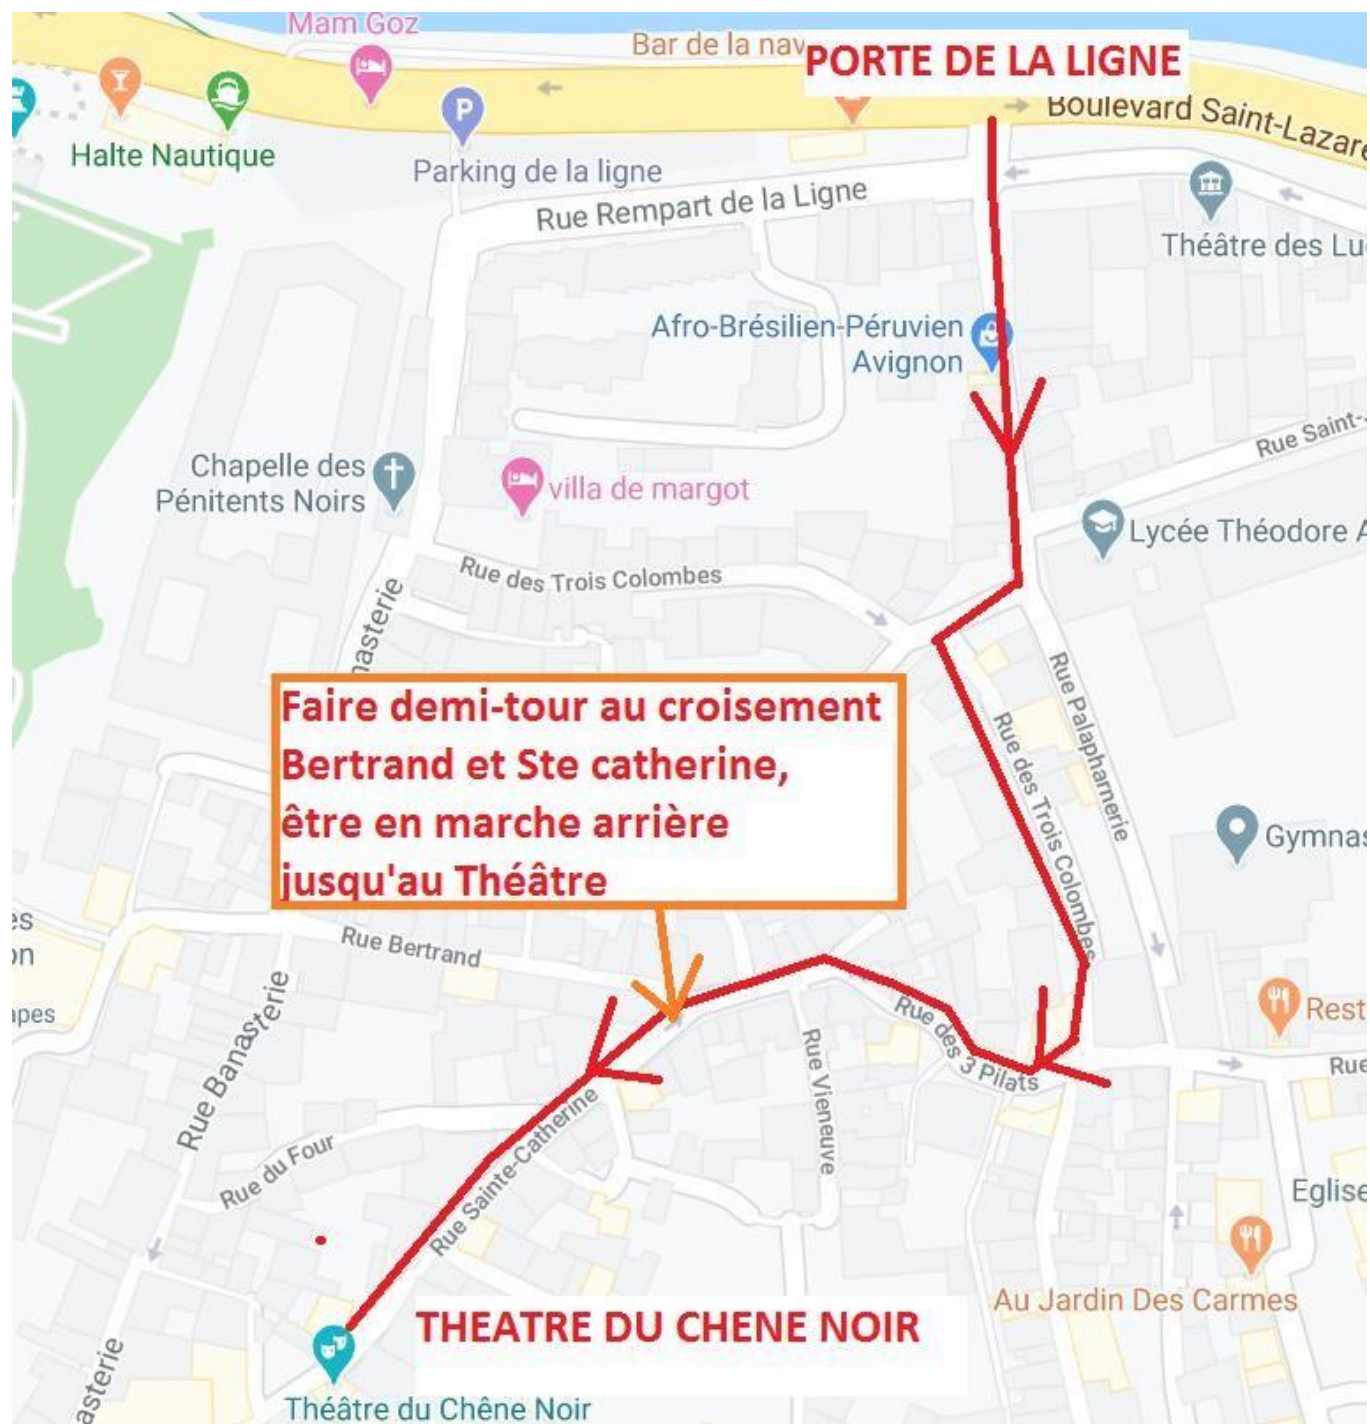 Mam Goz
Bar de la nav
PORTE DE LA LIGNE
Boulevard Saint-Lazare
Halte Nautique
P
Parking de la ligne
Rue Rempart de la Ligne
Théâtre des Lu
Afro-Brésilien-Péruvien
Avignon
Rue Saint-
Chapelle des
Pénitents Noirs
villa de margot
Lycée Théodore A
Rue des Trois Colombes
nasterie
Rue Palapharnerie
Faire demi-tour au croisement
Bertrand et Ste catherine,
être en marche arrière
jusqu'au Théâtre
Rue des Trois Colombes
Gymnas
es
on
apes
Rue Bertrand
Rue Banasterie
Rue des 3 Pilats
Rest
Rue
Rue Vieneuve
Rue du Four
Rue Sainte-Catherine
Eglise
Au Jardin Des Carmes
THEATRE DU CHENE NOIR
asterie
Théâtre du Chêne Noir